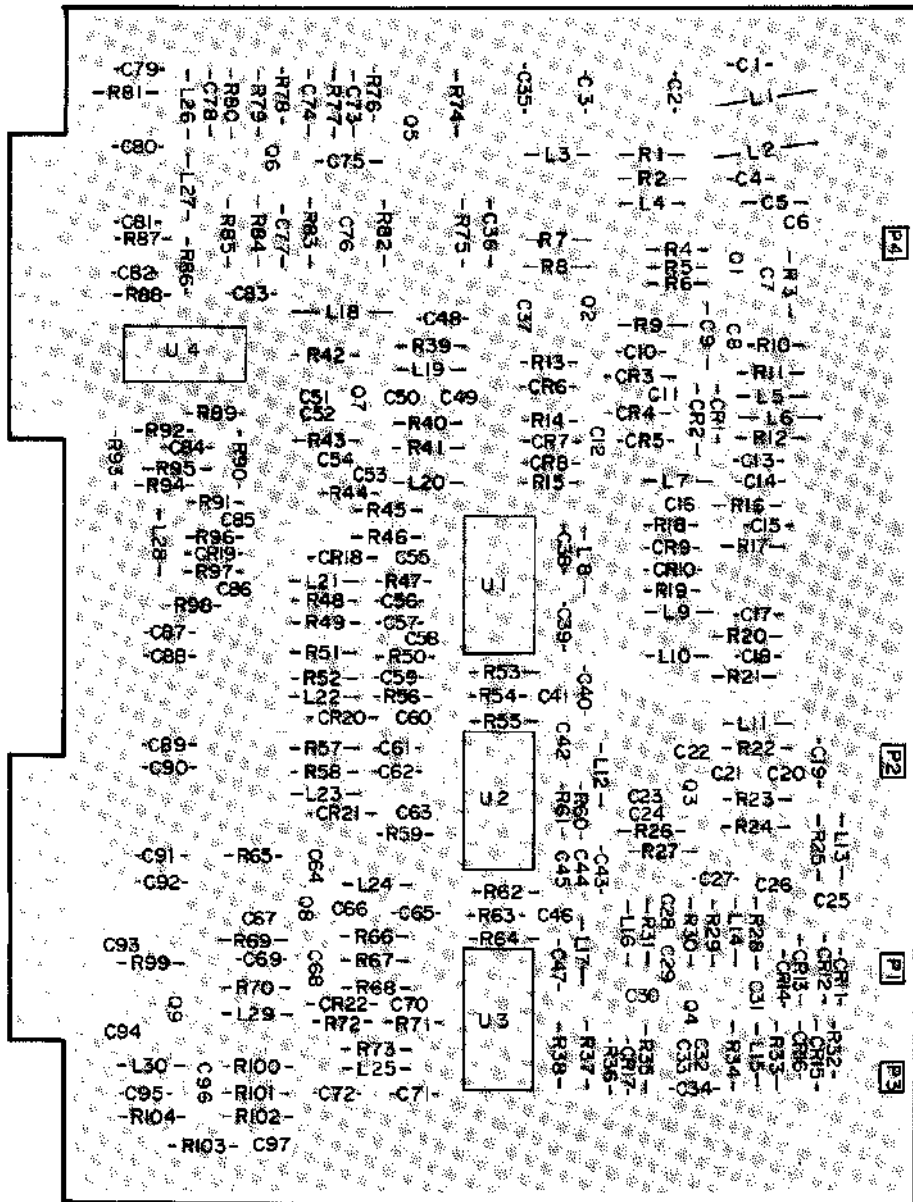 -C79-
-R81-
-L26-
-C78-
-R80-
-R79-
-R78-
-C74-
-R77-
-C73-
-R76-
Q5
-R74-
C35-
-C3-
-C2-
-C1-
L1
-C80-
Q6
-C75-
-L3-
-R1-
-L2-
-R2-
-C4-
-L27-
-L4-
-C5-
C6
-C81-
-R87-
-R86-
-R85-
-R84-
-C77-
-R83-
C76
-R82-
-R75-
-C36-
-R7-
-R8-
-R4-
-R5-
-R6-
Q1
C7
-R3-
P4
-C82-
-R88-
-C83-
-L18-
-C48-
C37
Q2
-R9-
-C9-
C8
U4
-R42-
-R39-
-L19-
-R13-
-C10-
-R10-
-CR6-
-CR3-
-R11-
C51
C52
Q7
C50
C49
C11
-CR2-
-CR1-
-L5-
-R89-
-R40-
-R14-
-CR4-
-L6-
-R92-
-R93-
-C84-
-R90-
-R43-
-R41-
-CR7-
C12
-CR5-
-R12-
-R95-
C54
-CR8-
-C13-
-R94-
C53
-L20-
-R15-
-L7-
-C14-
-R44-
-R91-
-R45-
C16
-R16-
C85
-L28-
-R96-
-R46-
U1
-C38-
-L8-
-R18-
-C15-
-CR19-
-CR18-
C55
-CR9-
-R17-
-R97-
-L21-
-R47-
-CR10-
C86
-R19-
-R98-
-R48-
-C56-
-C39-
-L9-
-C17-
-C87-
-R49-
-C57-
-R20-
C58
-C88-
-R51-
-R50-
-L10-
-C18-
-R52-
-C59-
-R53-
-R21-
-L22-
-R56-
-R54-
C41
-C40-
-CR20-
C60
-R55-
-L11-
-C89-
-R57-
-C61-
U2
C42
-L12-
C22
-R22-
-C19-
P2
-C90-
-R58-
-C62-
C21
C20
-L23-
-R61-
-R60-
C23
Q3
-R23-
-CR21-
C63
C24
-R59-
-R26-
-R24-
-R25-
-L13-
-C91-
-R65-
C64
C45
C44
-C43-
-R27-
-C92-
-L24-
-R62-
-C27-
C26
C25
C67
Q8
C66
-C65-
-R63-
C46
-L16-
-R31-
C28
-R30-
-R29-
-L14-
-R28-
C93
-R69-
-R66-
-R64-
-L17-
-R99-
-C69-
C68
-R67-
-C47-
C29
-CR14-
-CR13-
-CR12-
-CR11-
P1
-R70-
-R68-
U3
C30
C31
Q9
-L29-
-CR22-
C70
Q4
-R72-
-R71-
C94
-R73-
-R38-
-R37-
-R36-
-CR17-
-R35-
C33
C32
-R34-
-L15-
-R33-
-CR16-
-CR15-
-R32-
P3
-L30-
C96
-R100-
-L25-
-C95-
-R101-
-C72-
-C71-
-C34-
-R104-
-R102-
-R103-
C97